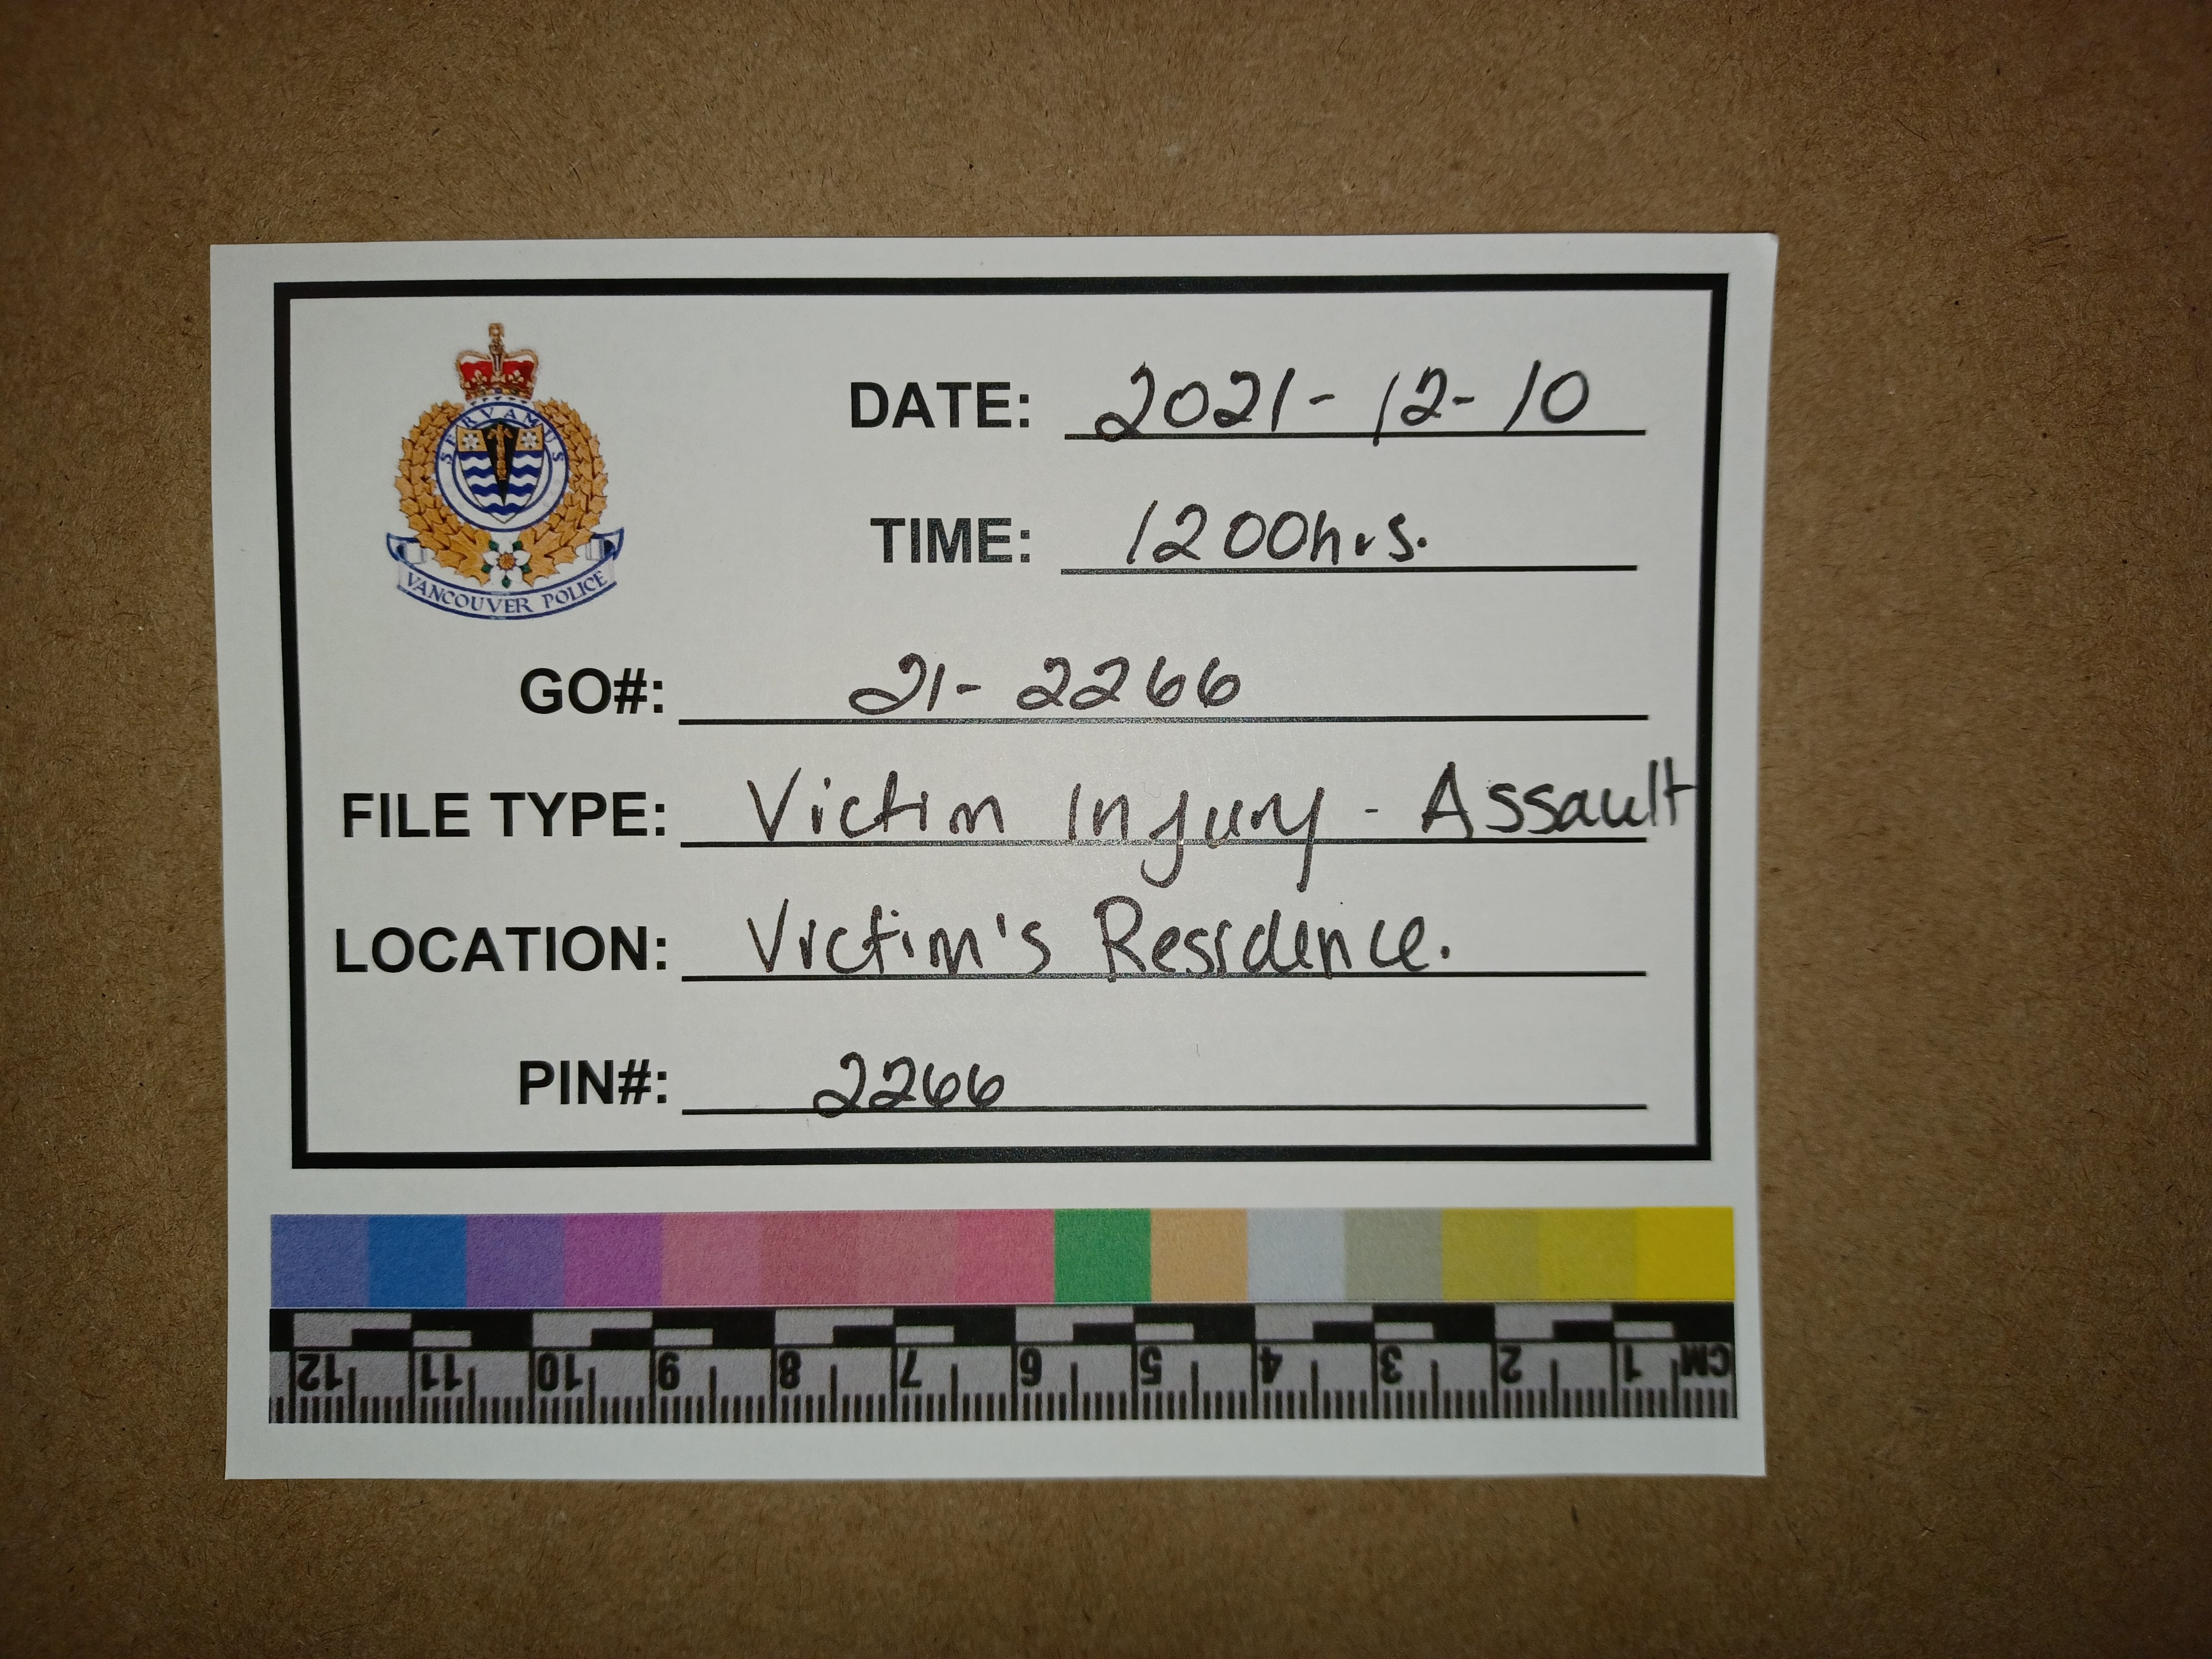 SERVAMUS
VANCOUVER POLICE
DATE: 2021-12-10
TIME: 1200hrs.
GO#: 21-2266
FILE TYPE: Victim Injury - Assault
LOCATION: Victim's Residence.
PIN#: 2266
12 11 10 9 8 7 6 5 4 3 2 1 CM